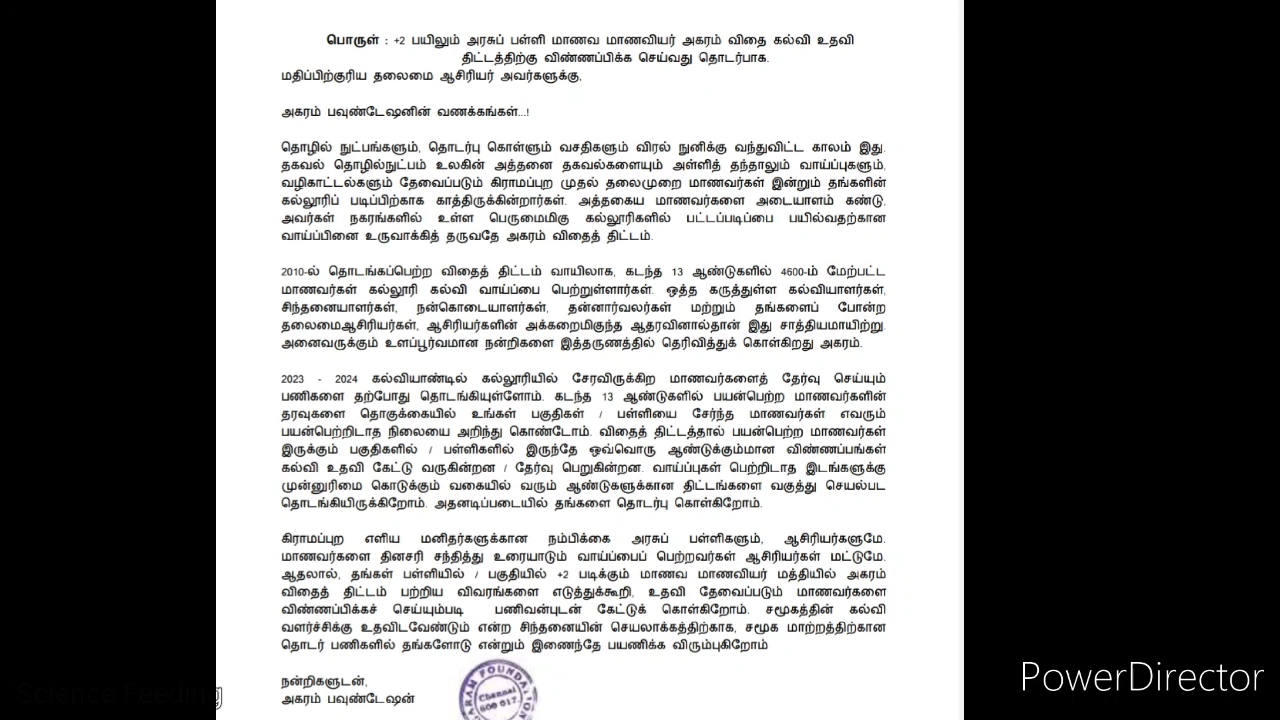 பொருள் : +2 பயிலும் அரசுப் பள்ளி மாணவ மாணவியர் அகரம் விதை கல்வி உதவி
திட்டத்திற்கு விண்ணப்பிக்க செய்வது தொடர்பாக.
மதிப்பிற்குரிய தலைமை ஆசிரியர் அவர்களுக்கு,
அகரம் பவுண்டேஷனின் வணக்கங்கள்...!
தொழில் நுட்பங்களும், தொடர்பு கொள்ளும் வசதிகளும் விரல் நுனிக்கு வந்துவிட்ட காலம் இது.
தகவல் தொழில்நுட்பம் உலகின் அத்தனை தகவல்களையும் அள்ளித் தந்தாலும் வாய்ப்புகளும்,
வழிகாட்டல்களும் தேவைப்படும் கிராமப்புற முதல் தலைமுறை மாணவர்கள் இன்றும் தங்களின்
கல்லூரிப் படிப்பிற்காக காத்திருக்கின்றார்கள். அத்தகைய மாணவர்களை அடையாளம் கண்டு,
அவர்கள் நகரங்களில் உள்ள பெருமைமிகு கல்லூரிகளில் பட்டப்படிப்பை பயில்வதற்கான
வாய்ப்பினை உருவாக்கித் தருவதே அகரம் விதைத் திட்டம்.
2010-ல் தொடங்கப்பெற்ற விதைத் திட்டம் வாயிலாக, கடந்த 13 ஆண்டுகளில் 4600-ம் மேற்பட்ட
மாணவர்கள் கல்லூரி கல்வி வாய்ப்பை பெற்றுள்ளார்கள். ஒத்த கருத்துள்ள கல்வியாளர்கள்,
சிந்தனையாளர்கள், நன்கொடையாளர்கள், தன்னார்வலர்கள் மற்றும் தங்களைப் போன்ற
தலைமைஆசிரியர்கள், ஆசிரியர்களின் அக்கறைமிகுந்த ஆதரவினால்தான் இது சாத்தியமாயிற்று.
அனைவருக்கும் உளப்பூர்வமான நன்றிகளை இத்தருணத்தில் தெரிவித்துக் கொள்கிறது அகரம்.
2023 - 2024 கல்வியாண்டில் கல்லூரியில் சேரவிருக்கிற மாணவர்களைத் தேர்வு செய்யும்
பணிகளை தற்போது தொடங்கியுள்ளோம். கடந்த 13 ஆண்டுகளில் பயன்பெற்ற மாணவர்களின்
தரவுகளை தொகுக்கையில் உங்கள் பகுதிகள் / பள்ளியை சேர்ந்த மாணவர்கள் எவரும்
பயன்பெற்றிடாத நிலையை அறிந்து கொண்டோம். விதைத் திட்டத்தால் பயன்பெற்ற மாணவர்கள்
இருக்கும் பகுதிகளில் / பள்ளிகளில் இருந்தே ஒவ்வொரு ஆண்டுக்கும்மான விண்ணப்பங்கள்
கல்வி உதவி கேட்டு வருகின்றன / தேர்வு பெறுகின்றன. வாய்ப்புகள் பெற்றிடாத இடங்களுக்கு
முன்னுரிமை கொடுக்கும் வகையில் வரும் ஆண்டுகளுக்கான திட்டங்களை வகுத்து செயல்பட
தொடங்கியிருக்கிறோம். அதனடிப்படையில் தங்களை தொடர்பு கொள்கிறோம்.
கிராமப்புற எளிய மனிதர்களுக்கான நம்பிக்கை அரசுப் பள்ளிகளும், ஆசிரியர்களுமே.
மாணவர்களை தினசரி சந்தித்து உரையாடும் வாய்ப்பைப் பெற்றவர்கள் ஆசிரியர்கள் மட்டுமே.
ஆதலால், தங்கள் பள்ளியில் / பகுதியில் +2 படிக்கும் மாணவ மாணவியர் மத்தியில் அகரம்
விதைத் திட்டம் பற்றிய விவரங்களை எடுத்துக்கூறி, உதவி தேவைப்படும் மாணவர்களை
விண்ணப்பிக்கச் செய்யும்படி பணிவன்புடன் கேட்டுக் கொள்கிறோம். சமூகத்தின் கல்வி
வளர்ச்சிக்கு உதவிடவேண்டும் என்ற சிந்தனையின் செயலாக்கத்திற்காக, சமூக மாற்றத்திற்கான
தொடர் பணிகளில் தங்களோடு என்றும் இணைந்தே பயணிக்க விரும்புகிறோம்
நன்றிகளுடன்,
அகரம் பவுண்டேஷன்
ARAM FOUNDATION
Chennai
600 017.
Science Feeding
PowerDirector